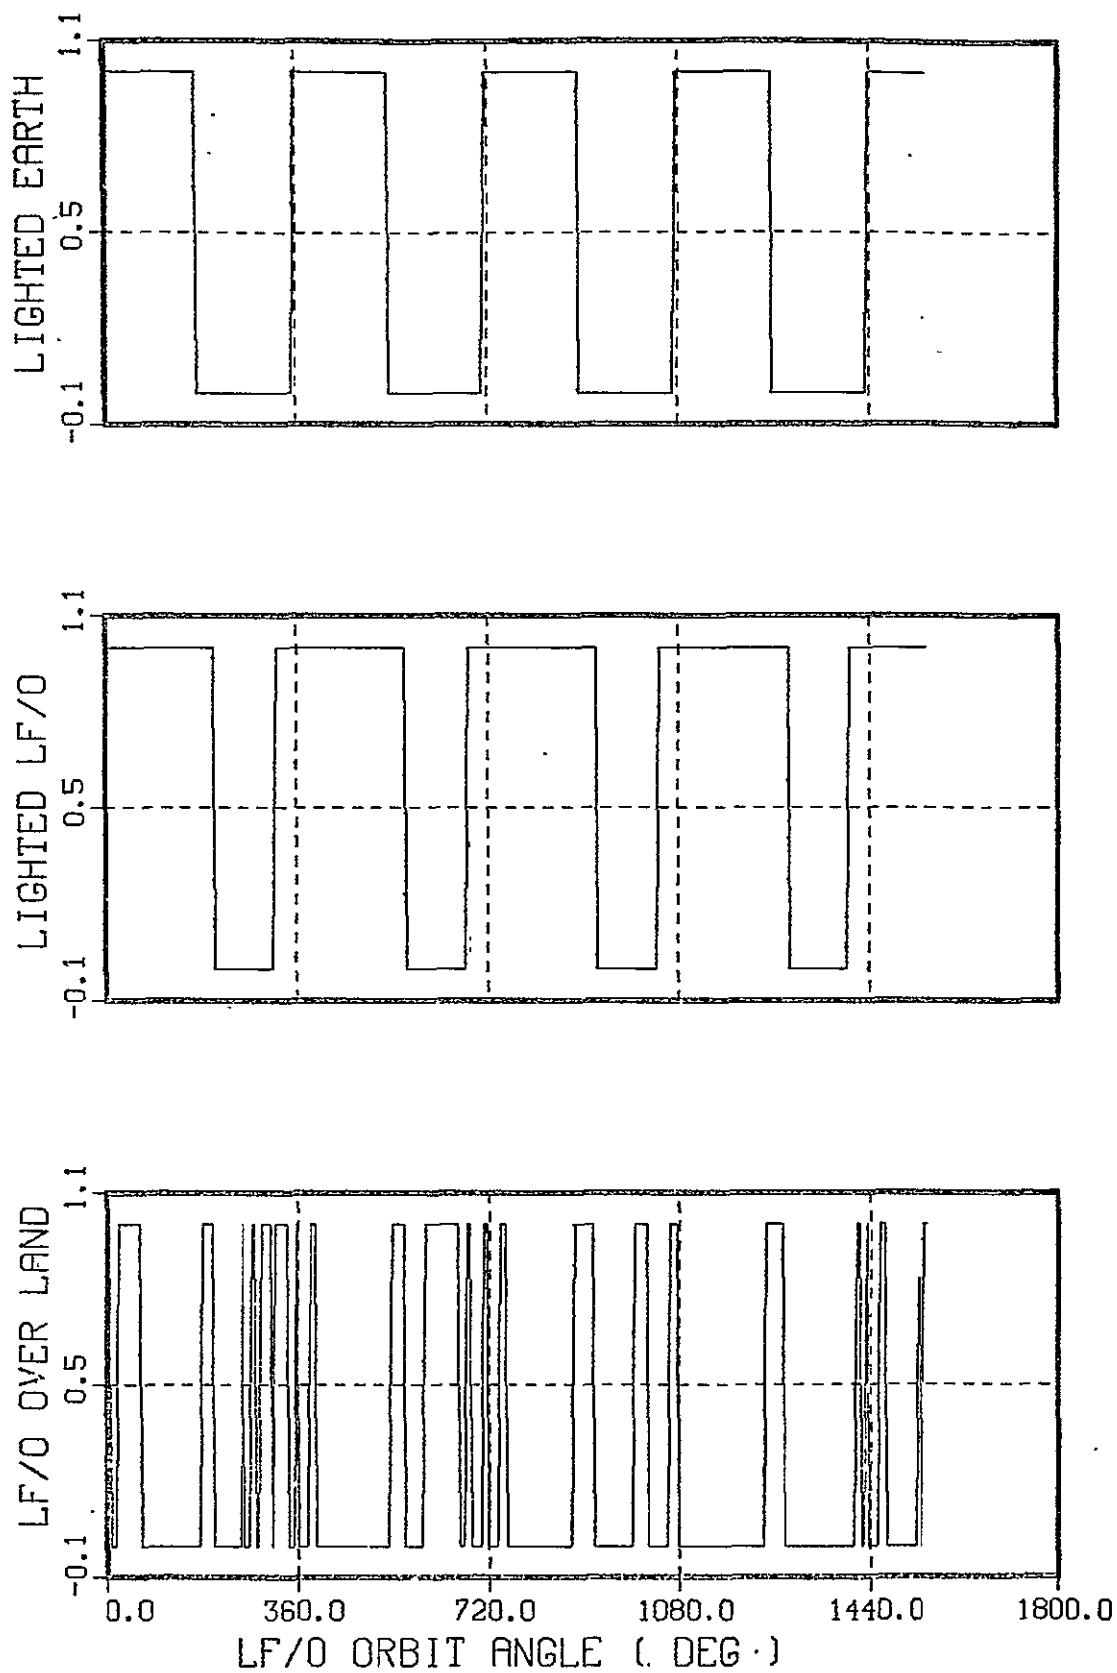 LIGHTED EARTH
1.1
0.5
-0.1
LIGHTED LF/O
1.1
0.5
-0.1
LF/O OVER LAND
1.1
0.5
-0.1
0.0 360.0 720.0 1080.0 1440.0 1800.0
LF/O ORBIT ANGLE (. DEG.)